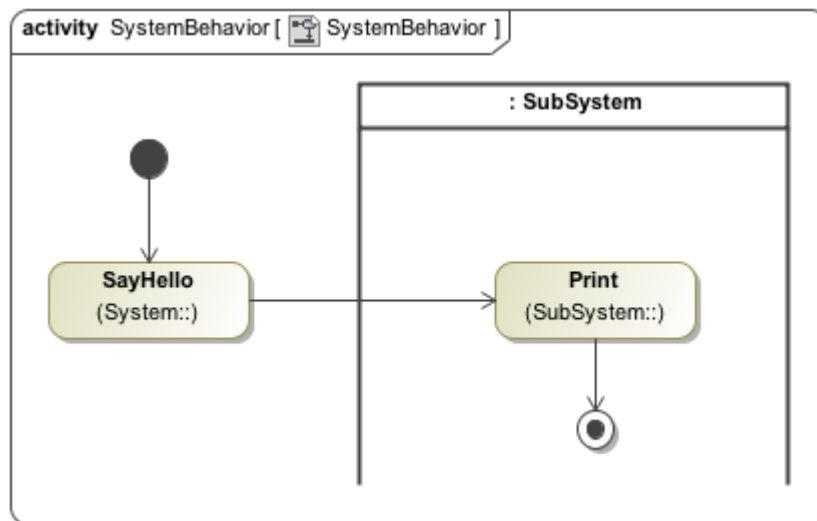 activity SystemBehavior [ SystemBehavior ]
: SubSystem
SayHello
(System::)
Print
(SubSystem::)